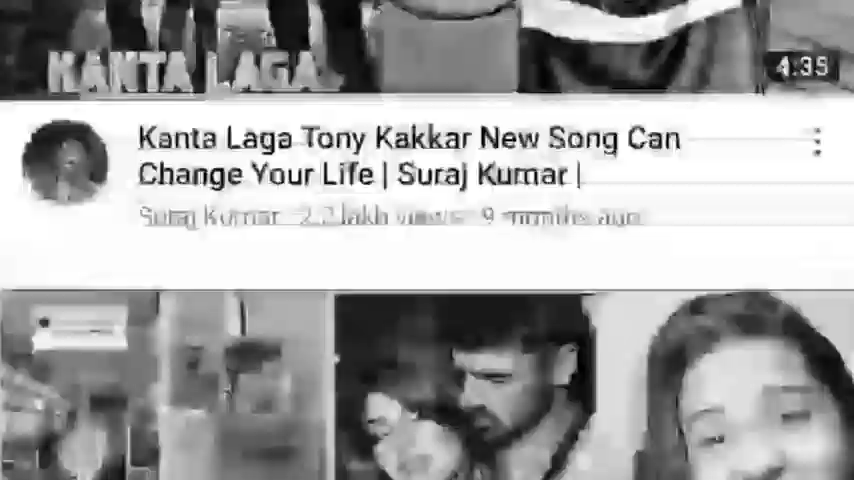 KANTA LAGA
4:35
Kanta Laga Tony Kakkar New Song Can
Change Your Life | Suraj Kumar |
Suraj Kumar 2.2 lakh views 9 months ago